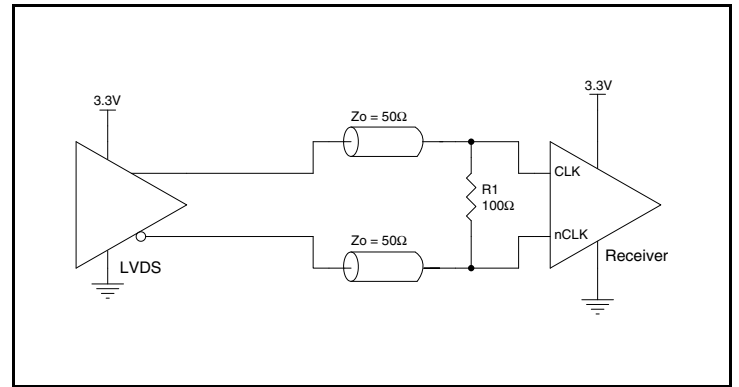 3.3V
3.3V
Zo = 50Ω
CLK
R1
100Ω
nCLK
Zo = 50Ω
LVDS
Receiver